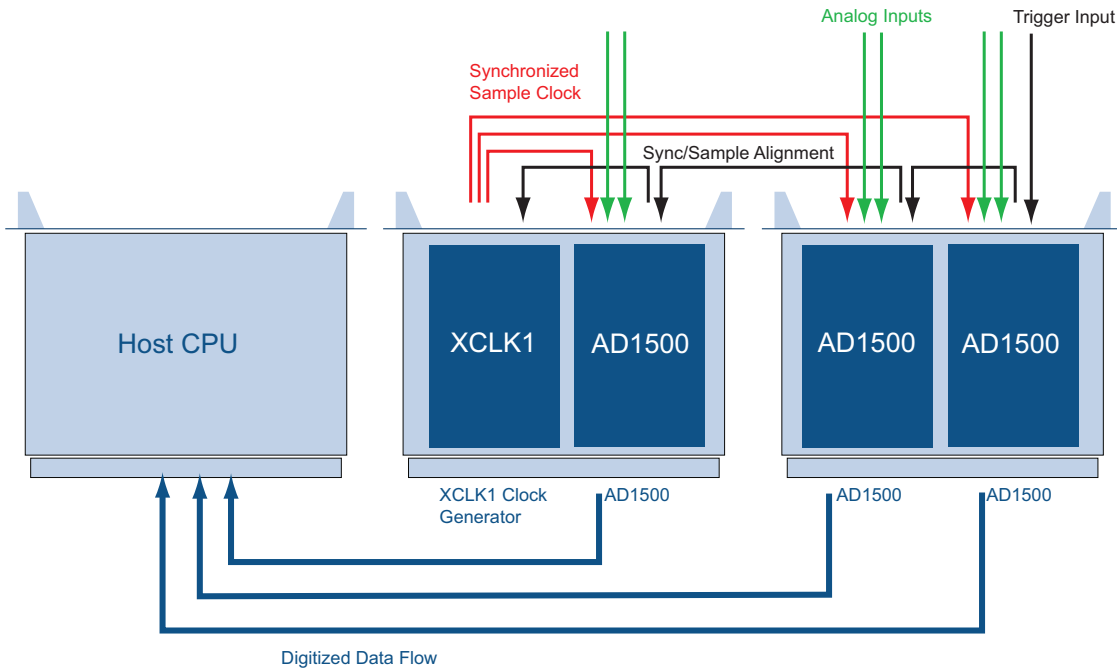 Analog Inputs
Trigger Input
Synchronized
Sample Clock
Sync/Sample Alignment
Host CPU
XCLK1
AD1500
AD1500
AD1500
XCLK1 Clock
Generator
AD1500
AD1500
AD1500
Digitized Data Flow